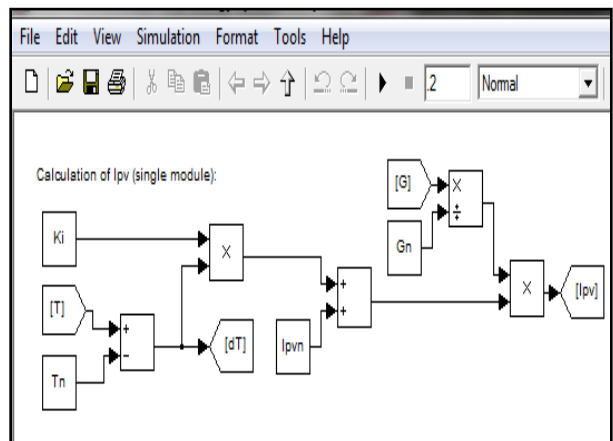 File Edit View Simulation Format Tools Help
.2 Normal
Calculation of Ipv (single module):
[G]
×
÷
Ki
×
Gn
[T]
+
−
[dT]
+
+
Ipvn
×
[Ipv]
Tn